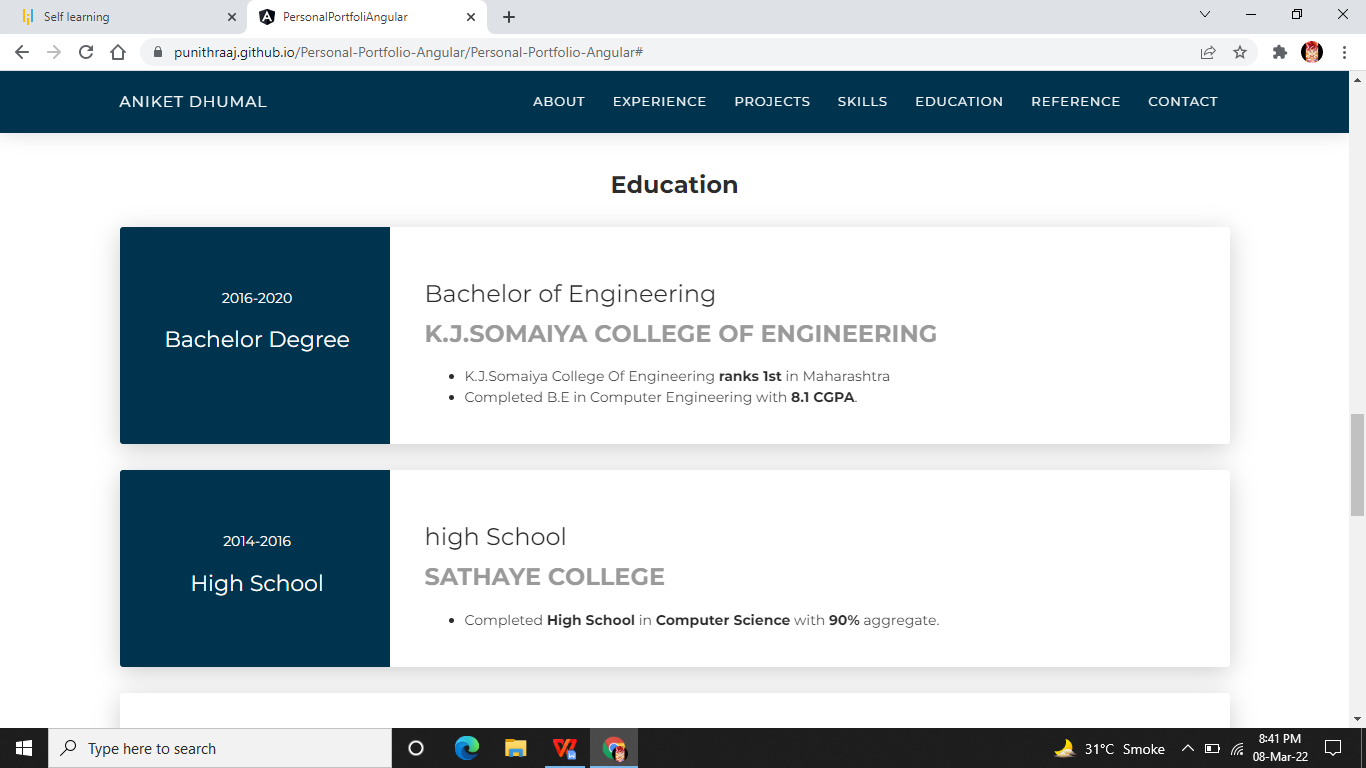 Self learning
PersonalPortfoliAngular
punithraaj.github.io/Personal-Portfolio-Angular/Personal-Portfolio-Angular#
ANIKET DHUMAL
ABOUT EXPERIENCE PROJECTS SKILLS EDUCATION REFERENCE CONTACT
Education
2016-2020
Bachelor Degree
Bachelor of Engineering
K.J.SOMAIYA COLLEGE OF ENGINEERING
• K.J.Somaiya College Of Engineering ranks 1st in Maharashtra
• Completed B.E in Computer Engineering with 8.1 CGPA.
2014-2016
High School
high School
SATHAYE COLLEGE
• Completed High School in Computer Science with 90% aggregate.
Type here to search
31°C Smoke
8:41 PM
08-Mar-22